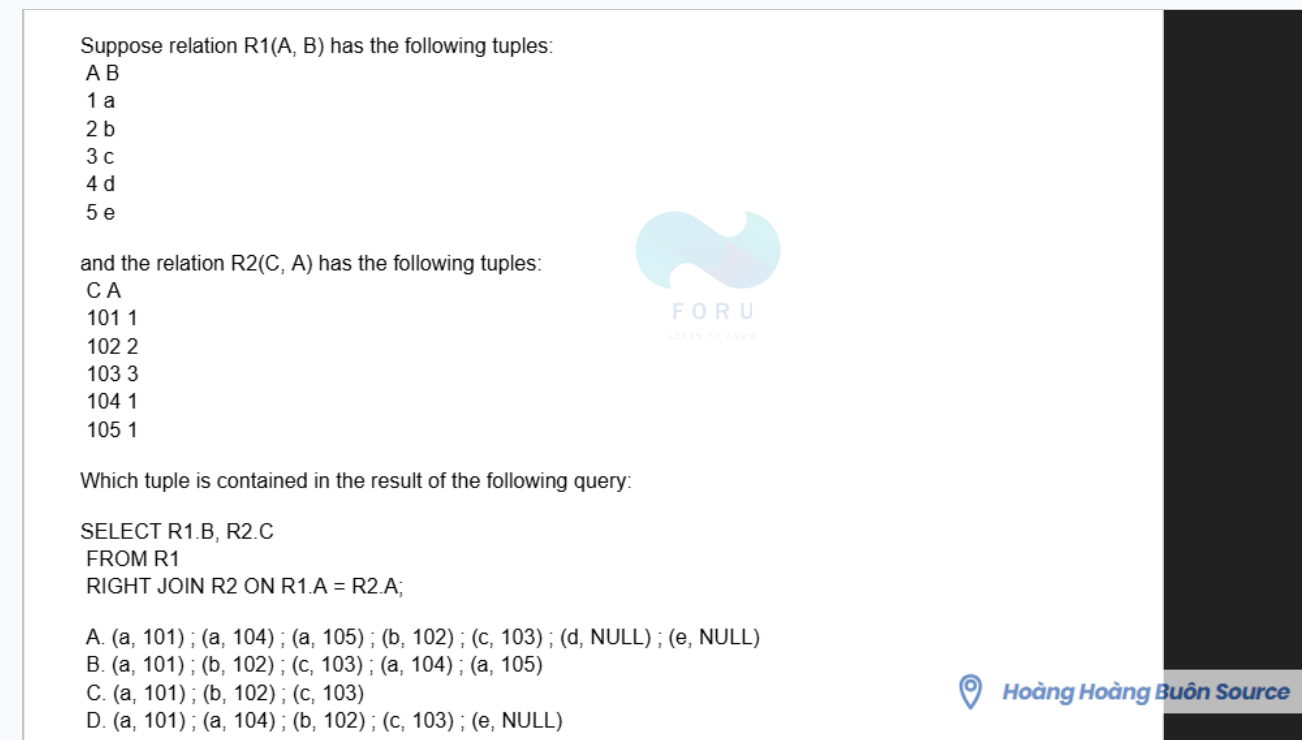 Suppose relation R1(A, B) has the following tuples:
A B
1 a
2 b
3 c
4 d
5 e
and the relation R2(C, A) has the following tuples:
C A
101 1
102 2
103 3
104 1
105 1
FORU
LEARN TO KNOW
Which tuple is contained in the result of the following query:
SELECT R1.B, R2.C
FROM R1
RIGHT JOIN R2 ON R1.A = R2.A;
A. (a, 101) ; (a, 104) ; (a, 105) ; (b, 102) ; (c, 103) ; (d, NULL) ; (e, NULL)
B. (a, 101) ; (b, 102) ; (c, 103) ; (a, 104) ; (a, 105)
C. (a, 101) ; (b, 102) ; (c, 103)
D. (a, 101) ; (a, 104) ; (b, 102) ; (c, 103) ; (e, NULL)
Hoàng Hoàng Buôn Source